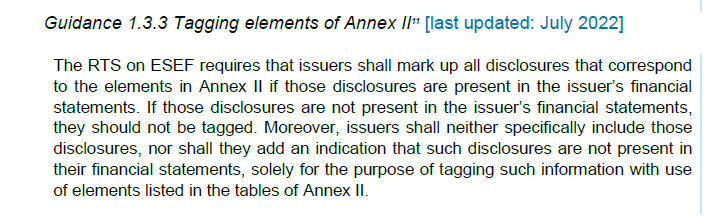 Guidance 1.3.3 Tagging elements of Annex II¹¹ [last updated: July 2022]
The RTS on ESEF requires that issuers shall mark up all disclosures that correspond
to the elements in Annex II if those disclosures are present in the issuer's financial
statements. If those disclosures are not present in the issuer's financial statements,
they should not be tagged. Moreover, issuers shall neither specifically include those
disclosures, nor shall they add an indication that such disclosures are not present in
their financial statements, solely for the purpose of tagging such information with use
of elements listed in the tables of Annex II.